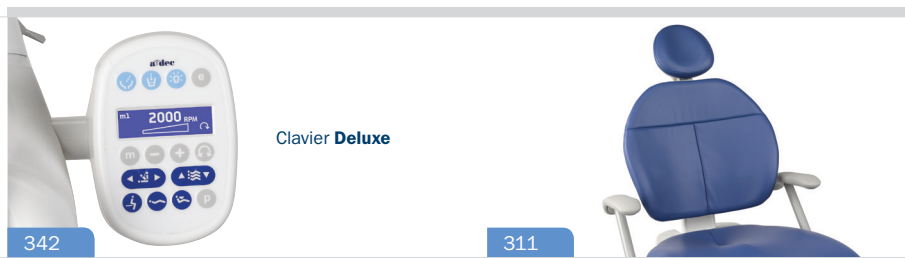 a dec
e
m1
2000 RPM
m - +
p
Clavier Deluxe
342
311